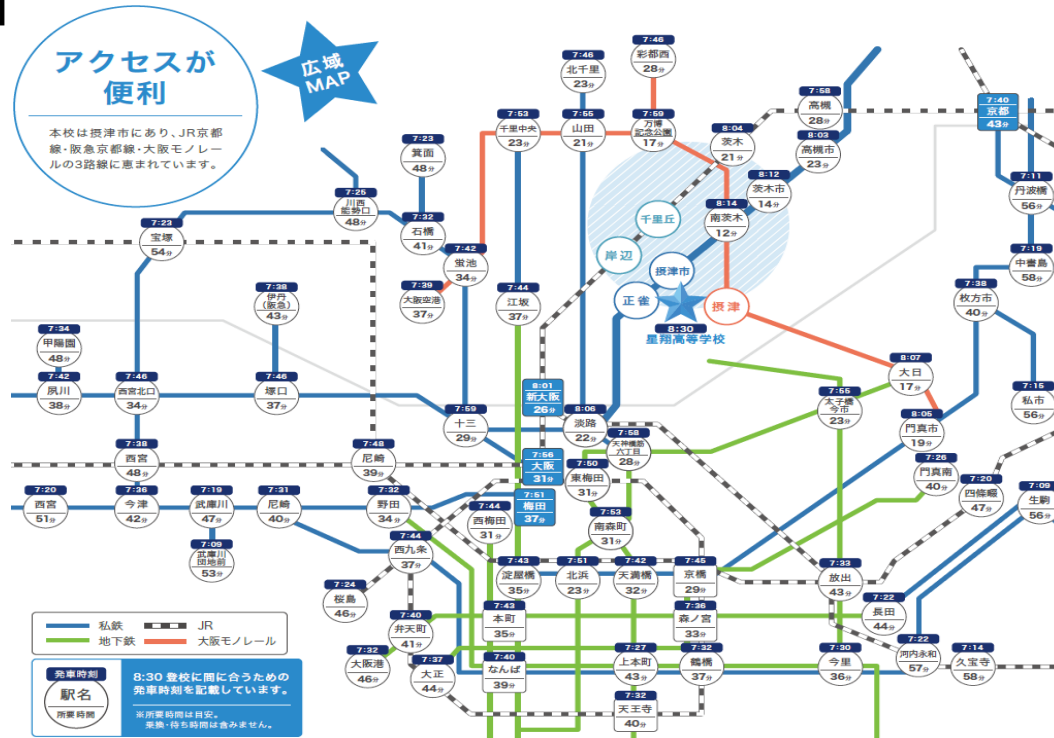 アクセスが
便利
本校は摂津市にあり、JR京都
線・阪急京都線・大阪モノレー
ルの3路線に恵まれています。
広域
MAP
7:46
北千里
23分
7:46
彩都西
28分
7:58
高槻
28分
7:40
京都
43分
7:53
千里中央
23分
7:55
山田
21分
7:59
万博
記念公園
17分
8:04
茨木
21分
8:03
高槻市
23分
7:23
箕面
48分
8:12
茨木市
14分
7:11
丹波橋
56分
7:25
川西
能勢口
48分
7:32
石橋
41分
8:14
南茨木
12分
千里丘
7:23
宝塚
54分
7:42
蛍池
34分
岸辺
摂津市
7:19
中書島
58分
7:38
伊丹
(阪急)
43分
7:39
大阪空港
37分
7:44
江坂
37分
正雀
摂津
8:30
星翔高等学校
7:38
枚方市
40分
7:34
甲陽園
48分
7:42
夙川
38分
7:46
西宮北口
34分
7:46
塚口
37分
8:01
新大阪
26分
8:07
大日
17分
7:15
私市
56分
7:59
十三
29分
8:06
淡路
22分
7:55
太子橋
今市
23分
8:05
門真市
19分
7:38
西宮
48分
7:48
尼崎
39分
7:56
大阪
31分
7:58
天神橋筋
六丁目
28分
7:50
東梅田
31分
7:26
門真南
40分
7:20
四條畷
47分
7:09
生駒
56分
7:20
西宮
51分
7:36
今津
42分
7:19
武庫川
47分
7:31
尼崎
40分
7:32
野田
34分
7:51
梅田
37分
7:44
西梅田
31分
7:53
南森町
31分
7:09
武庫川
団地前
53分
7:44
西九条
37分
7:43
淀屋橋
35分
7:51
北浜
23分
7:42
天満橋
32分
7:45
京橋
29分
7:33
放出
43分
7:24
桜島
46分
7:40
弁天町
41分
7:43
本町
35分
7:36
森ノ宮
33分
7:22
長田
44分
7:32
大阪港
46分
7:37
大正
44分
7:40
なんば
39分
7:27
上本町
43分
7:32
鶴橋
37分
7:30
今里
36分
7:22
河内永和
57分
7:14
久宝寺
58分
7:32
天王寺
40分
私鉄
JR
地下鉄
大阪モノレール
発車時刻
駅名
所要時間
8:30 登校に間に合うための
発車時刻を記載しています。
※所要時間は目安。
乗換・待ち時間は含みません。